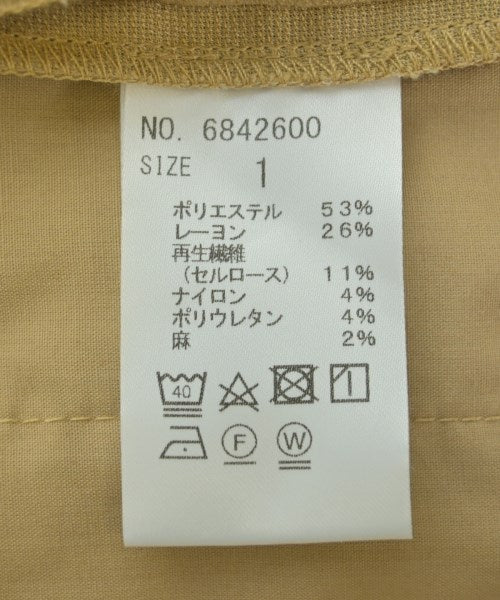 NO. 6842600
SIZE 1
ポリエステル 53%
レーヨン 26%
再生繊維
(セルロース) 11%
ナイロン 4%
ポリウレタン 4%
麻 2%
40
F W